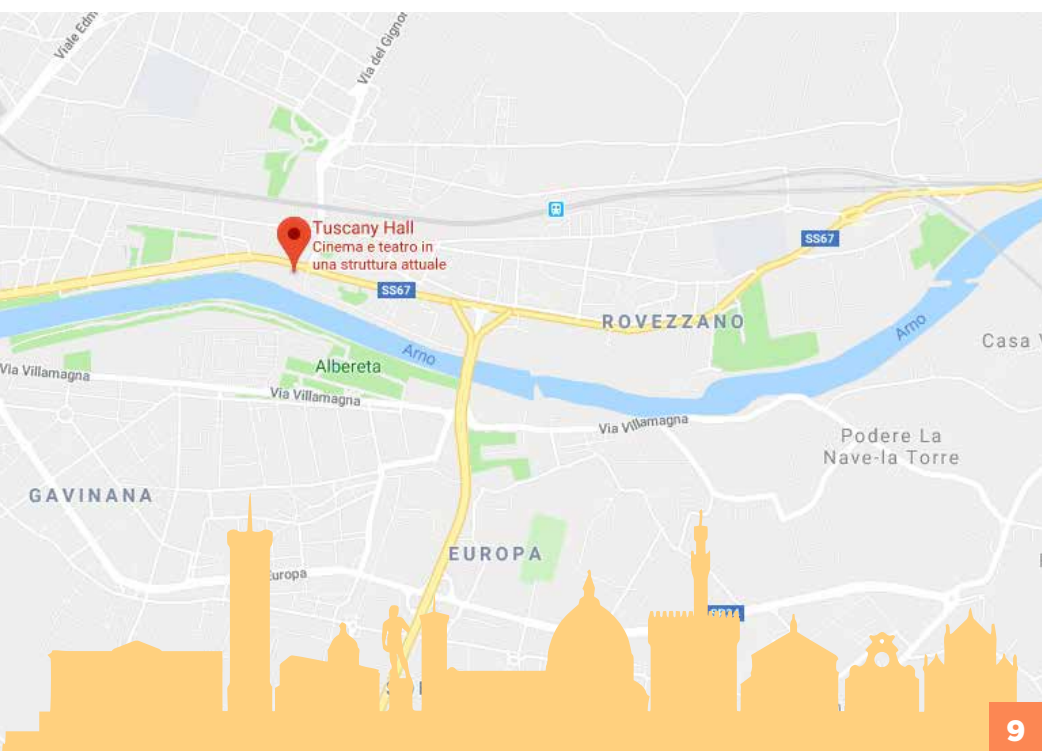 Viale Edm
Via del Gignor
Tuscany Hall
Cinema e teatro in
una struttura attuale
SS67
SS67
ROVEZZANO
Arno
Arno
Casa V
Albereta
Via Villamagna
Via Villamagna
Via Villamagna
Podere La
Nave-la Torre
GAVINANA
EUROPA
Europa
9